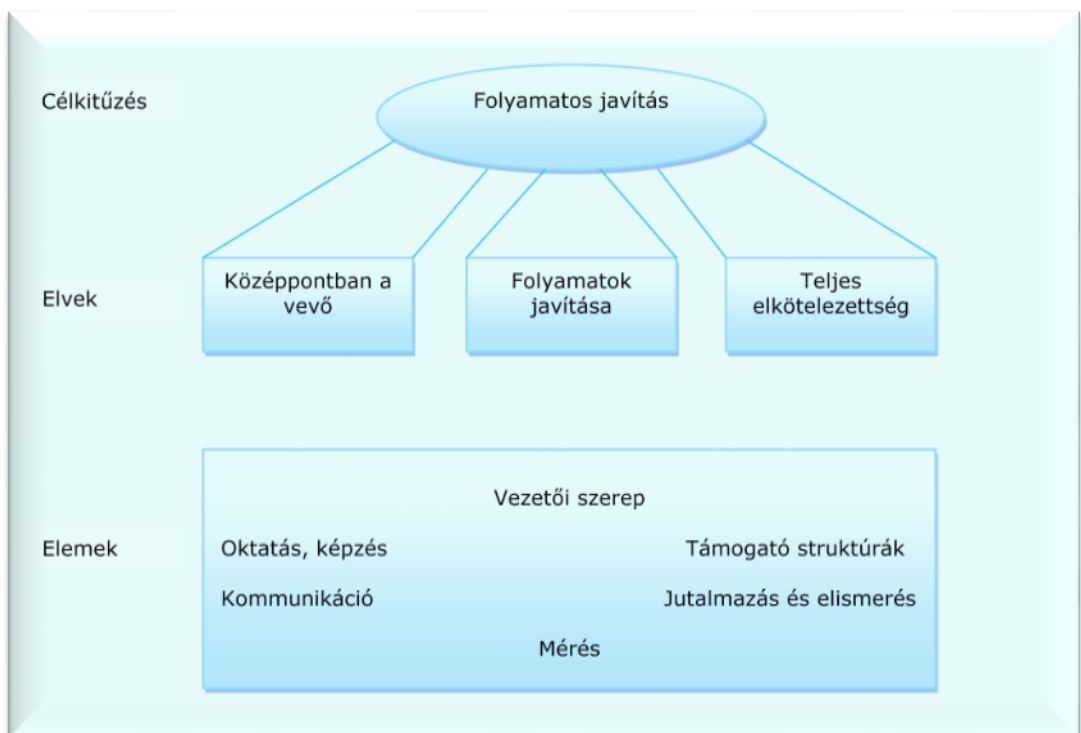 Célkitűzés
Folyamatos javítás
Elvek
Középpontban a
vevő
Folyamatok
javítása
Teljes
elkötelezettség
Elemek
Vezetői szerep
Oktatás, képzés
Támogató struktúrák
Kommunikáció
Jutalmazás és elismerés
Mérés